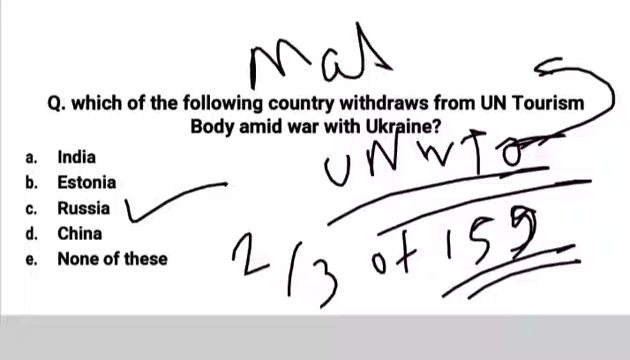 Mad
Q. which of the following country withdraws from UN Tourism
Body amid war with Ukraine?
UNWTO
a. India
b. Estonia
c. Russia
d. China
e. None of these
2/3 of 159